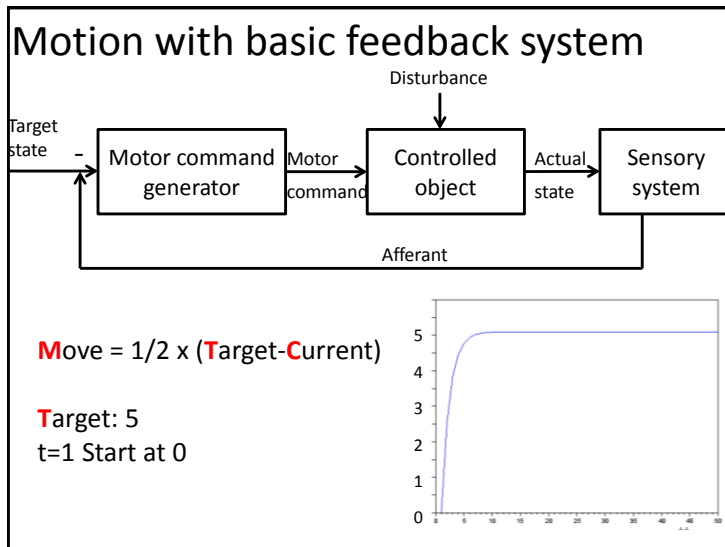 Motion with basic feedback system
Disturbance
Target
state
-
Motor command
generator
Motor
command
Controlled
object
Actual
state
Sensory
system
Afferant
Move = 1/2 x (Target-Current)
Target: 5
t=1 Start at 0
5
4
3
2
1
0
0 5 10 15 20 25 30 35 40 45 50